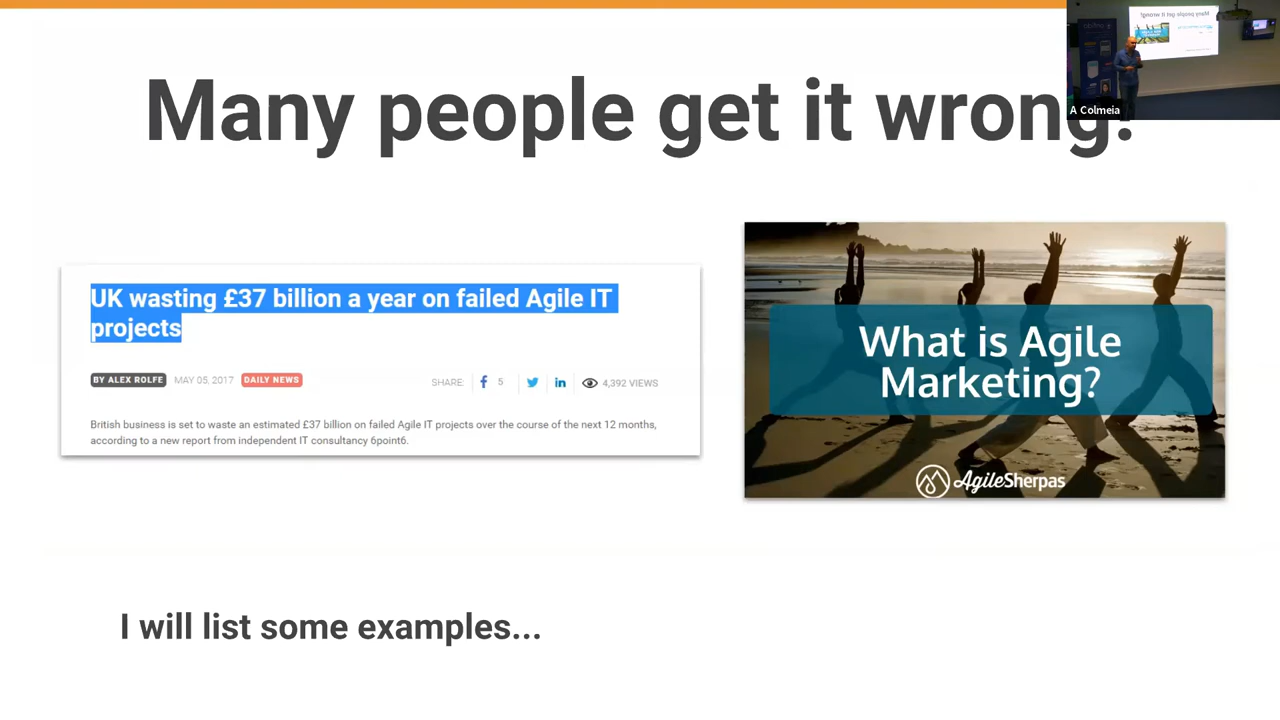 Many people get it wrong!
A Colmeia
UK wasting £37 billion a year on failed Agile IT
projects
BY ALEX ROLFE MAY 05, 2017 DAILY NEWS SHARE: 5 4,392 VIEWS
British business is set to waste an estimated £37 billion on failed Agile IT projects over the course of the next 12 months,
according to a new report from independent IT consultancy 6point6.
What is Agile
Marketing?
AgileSherpas
I will list some examples...